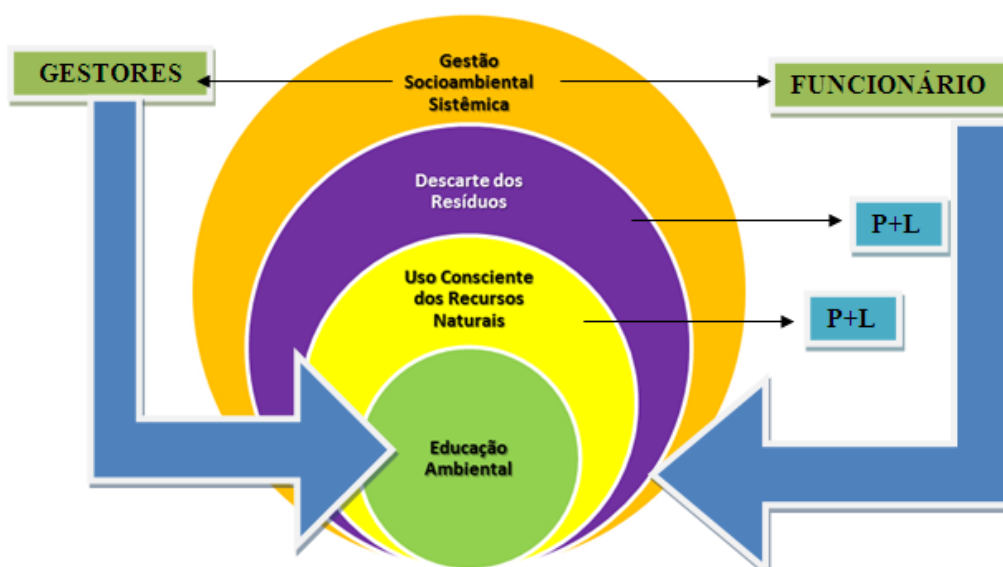 GESTORES
Gestão
Socioambiental
Sistêmica
FUNCIONÁRIO
Descarte dos
Resíduos
P+L
Uso Consciente
dos Recursos
Naturais
P+L
Educação
Ambiental